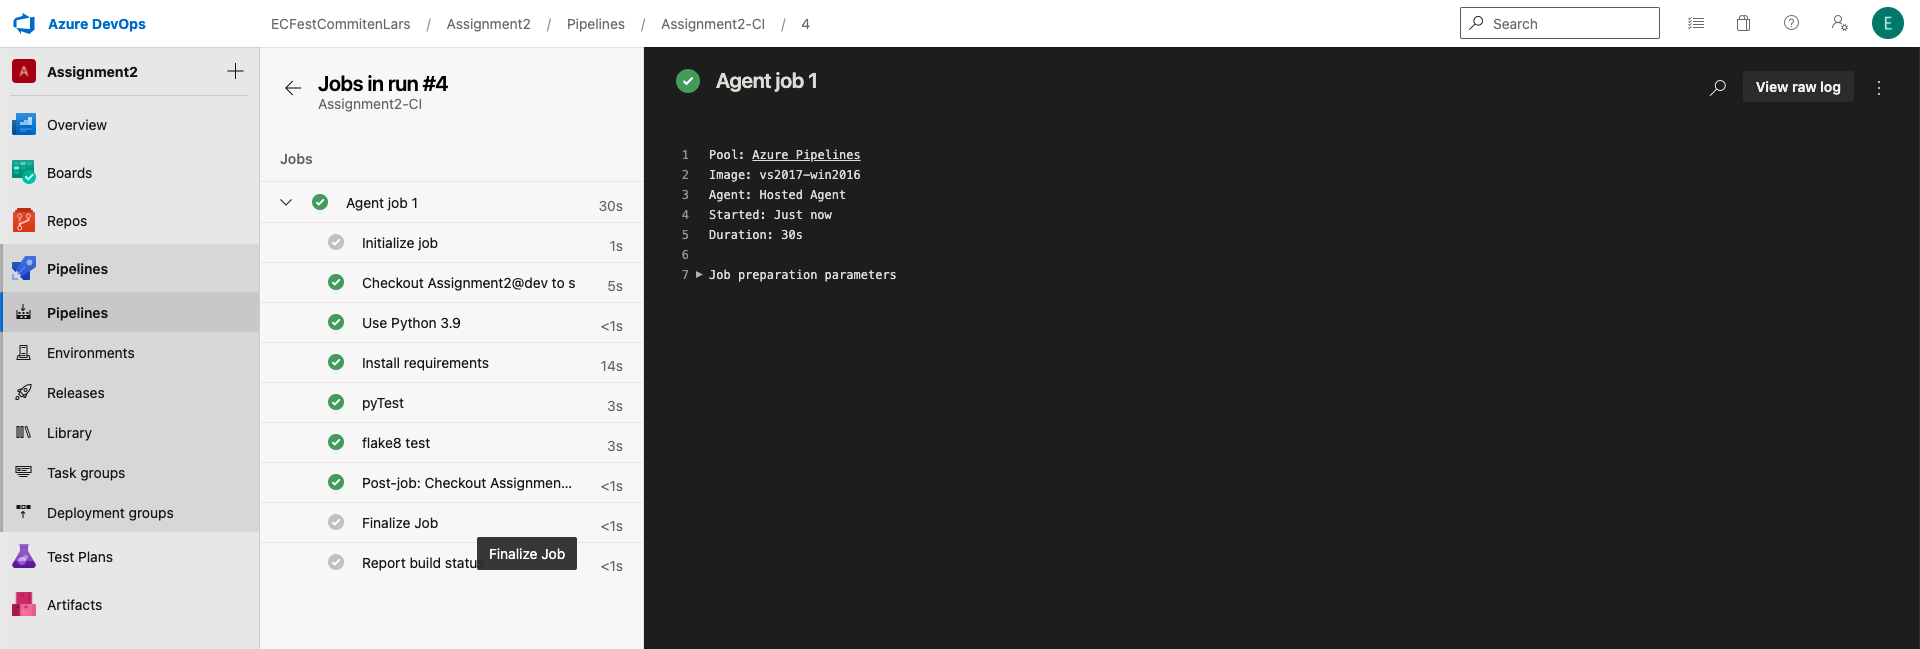 Azure DevOps
ECFestCommitenLars / Assignment2 / Pipelines / Assignment2-CI / 4
Search
E
A Assignment2
Overview
Boards
Repos
Pipelines
Pipelines
Environments
Releases
Library
Task groups
Deployment groups
Test Plans
Artifacts
Jobs in run #4
Assignment2-CI
Jobs
Agent job 1 30s
Initialize job 1s
Checkout Assignment2@dev to s 5s
Use Python 3.9 <1s
Install requirements 14s
pyTest 3s
flake8 test 3s
Post-job: Checkout Assignmen... <1s
Finalize Job <1s
Finalize Job
Report build statu <1s
Agent job 1
View raw log
1 Pool: Azure Pipelines
2 Image: vs2017-win2016
3 Agent: Hosted Agent
4 Started: Just now
5 Duration: 30s
6
7 Job preparation parameters